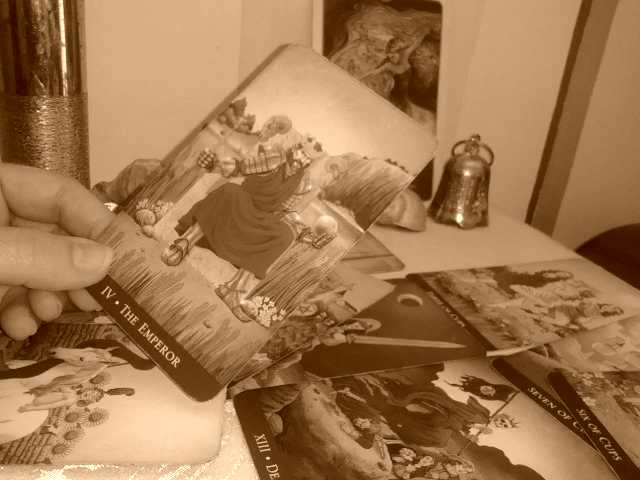 IV • THE EMPEROR
XIII • DE
SEVEN OF C
SIX OF CUPS